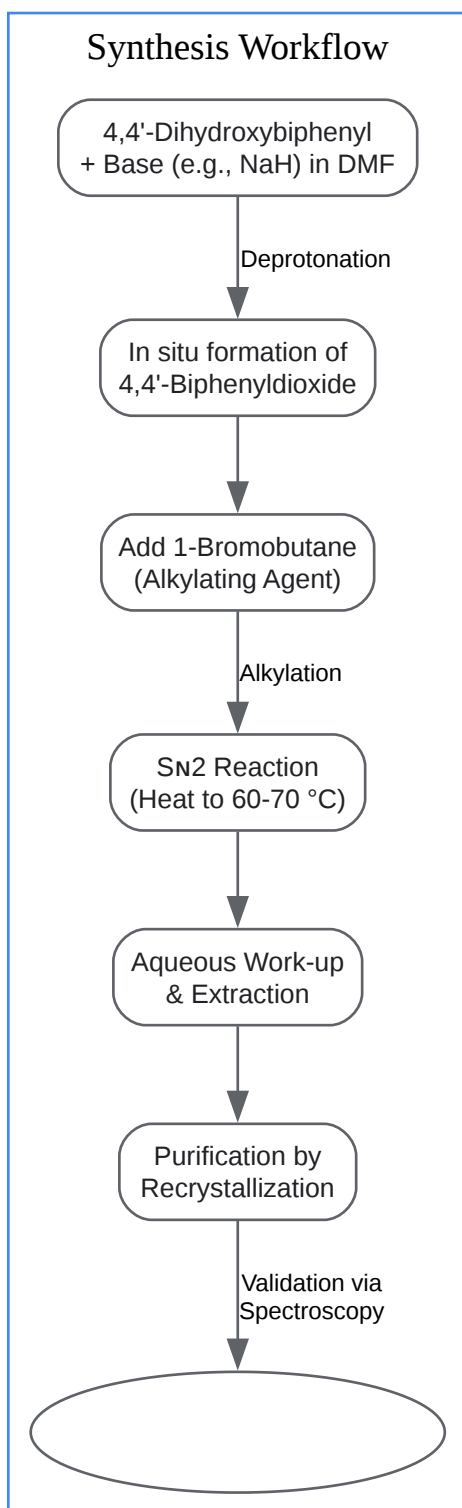 Synthesis Workflow
4,4'-Dihydroxybiphenyl
+ Base (e.g., NaH) in DMF
Deprotonation
In situ formation of
4,4'-Biphenyldioxide
Add 1-Bromobutane
(Alkylating Agent)
Alkylation
Sɴ2 Reaction
(Heat to 60-70 °C)
Aqueous Work-up
& Extraction
Purification by
Recrystallization
Validation via
Spectroscopy